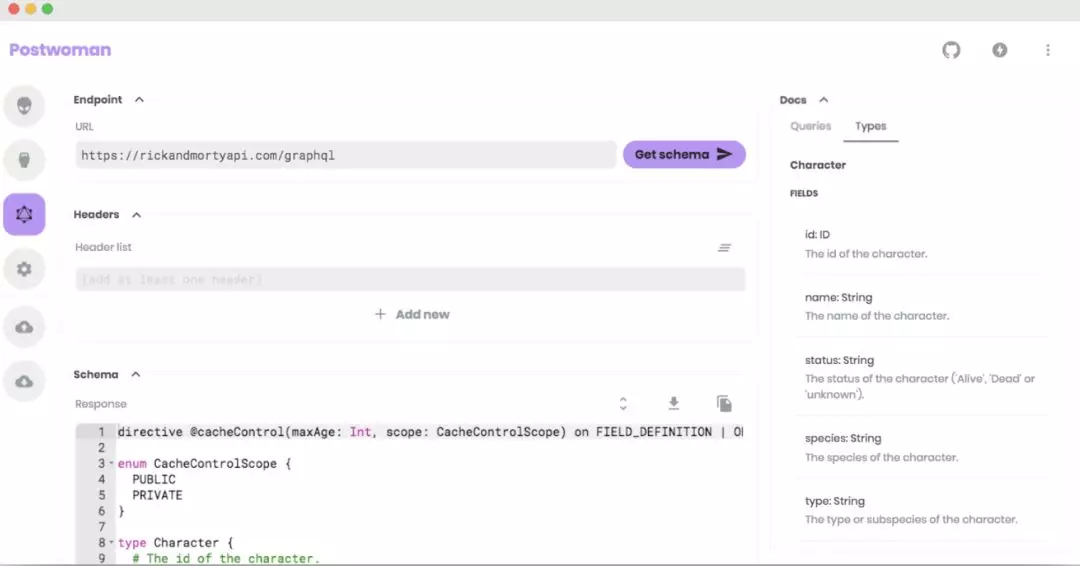 Postwoman
Endpoint
URL
https://rickandmortyapi.com/graphql
Get schema
Headers
Header list
(add at least one header)
Add new
Schema
Response
1 directive @cacheControl(maxAge: Int, scope: CacheControlScope) on FIELD_DEFINITION |
2
3 enum CacheControlScope {
4 PUBLIC
5 PRIVATE
6 }
7
8 type Character {
9 # The id of the character.
Docs
Queries Types
Character
FIELDS
id: ID
The id of the character.
name: String
The name of the character.
status: String
The status of the character ('Alive', 'Dead' or
'unknown').
species: String
The species of the character.
type: String
The type or subspecies of the character.